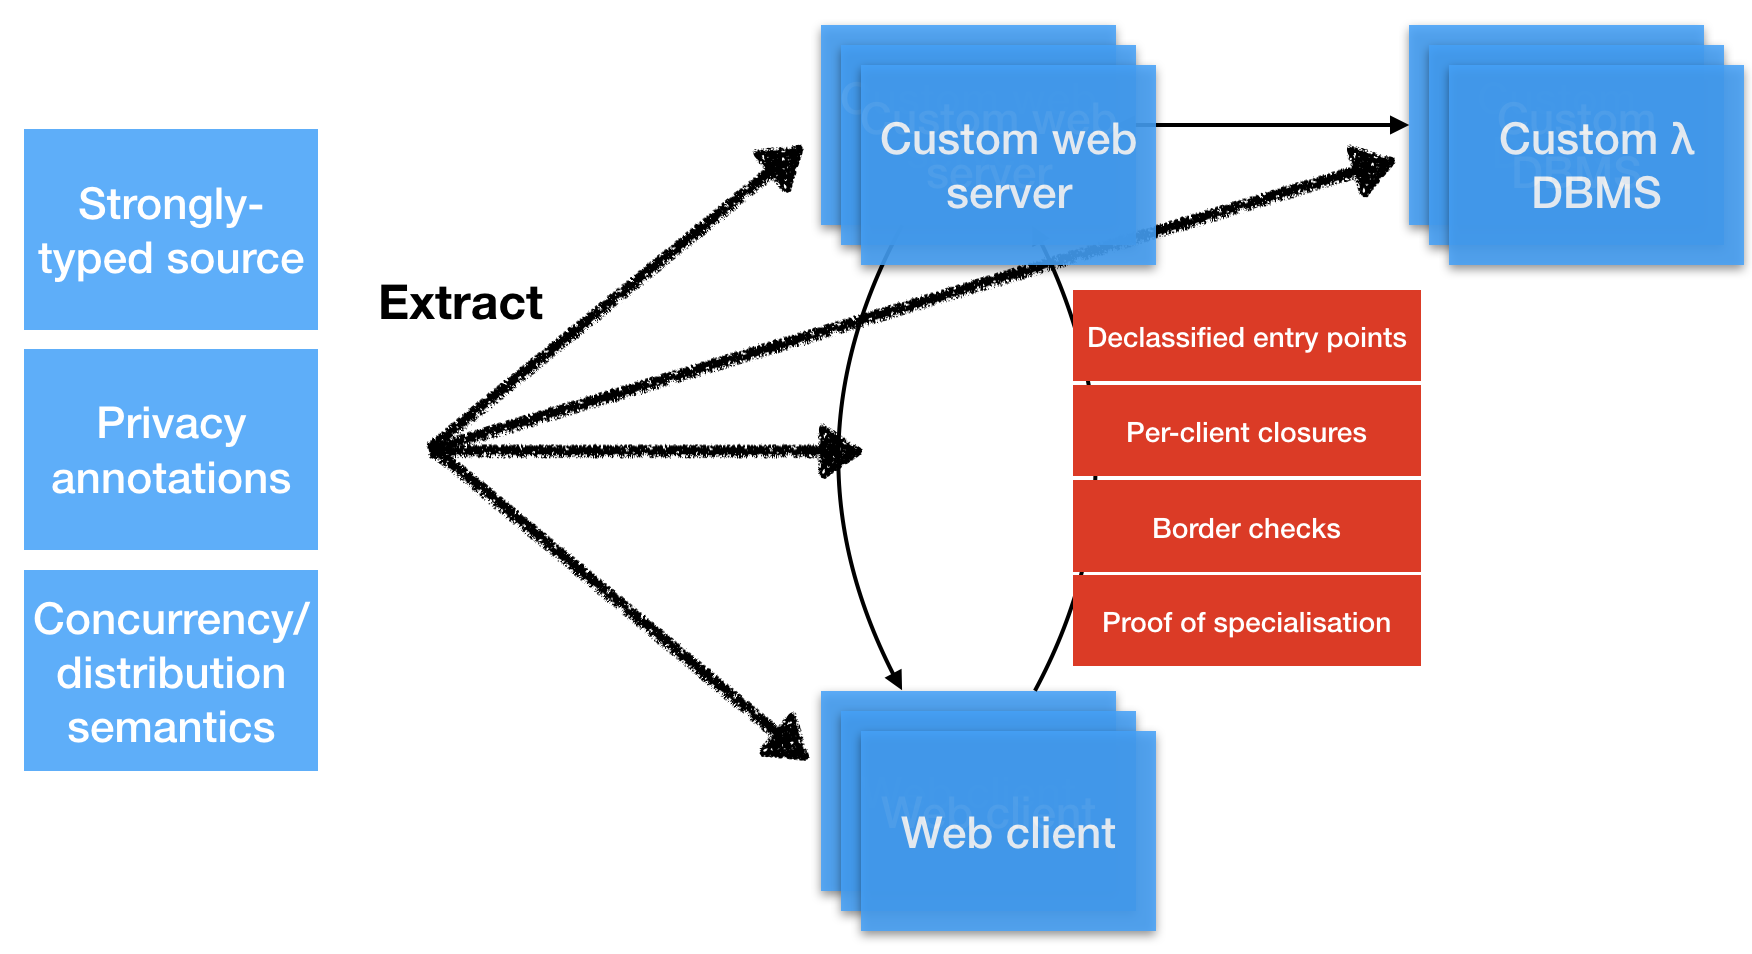 Strongly-
typed source
Privacy
annotations
Concurrency/
distribution
semantics
Extract
Custom web
server
Custom λ
DBMS
Declassified entry points
Per-client closures
Border checks
Proof of specialisation
Web client